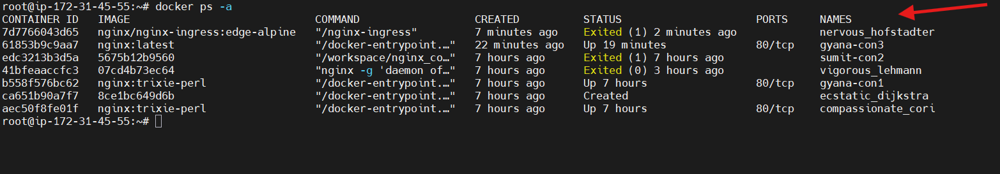 root@ip-172-31-45-55:~# docker ps -a
CONTAINER ID   IMAGE                             COMMAND                  CREATED          STATUS                     PORTS     NAMES
7d7766043d65   nginx/nginx-ingress:edge-alpine   "/nginx-ingress"         7 minutes ago    Exited (1) 2 minutes ago             nervous_hofstadter
61853b9c9aa7   nginx:latest                      "/docker-entrypoint.…"   22 minutes ago   Up 19 minutes              80/tcp    gyana-con3
edc3213b3d5a   5675b12b9560                      "/workspace/nginx_co…"   7 hours ago      Exited (1) 7 hours ago               sumit-con2
41bfeaaccfc3   07cd4b73ec64                      "nginx -g 'daemon of…"   7 hours ago      Exited (0) 3 hours ago               vigorous_lehmann
b558f576bc62   nginx:trixie-perl                 "/docker-entrypoint.…"   7 hours ago      Up 7 hours                 80/tcp    gyana-con1
ca651b90a7f7   8ce1bc649d6b                      "/docker-entrypoint.…"   7 hours ago      Created                              ecstatic_dijkstra
aec50f8fe01f   nginx:trixie-perl                 "/docker-entrypoint.…"   7 hours ago      Up 7 hours                 80/tcp    compassionate_cori
root@ip-172-31-45-55:~#